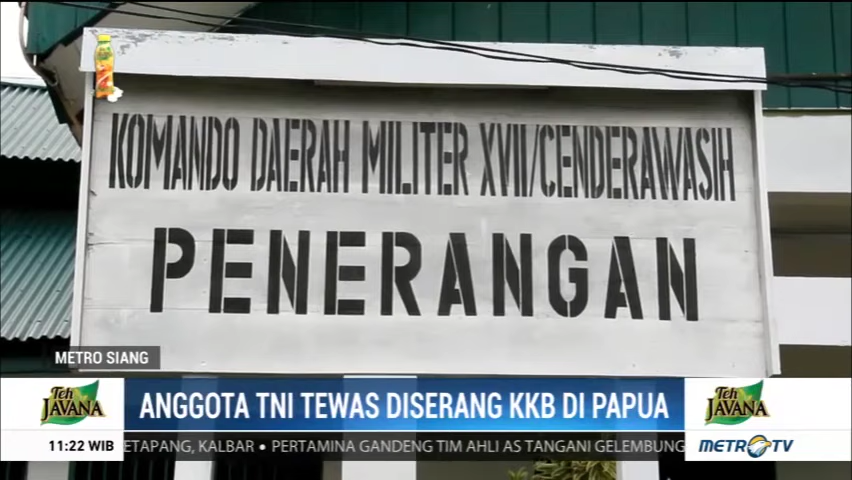 KOMANDO DAERAH MILITER XVII/CENDERAWASIH
PENERANGAN
METRO SIANG
Teh JAVANA
ANGGOTA TNI TEWAS DISERANG KKB DI PAPUA
Teh JAVANA
11:22 WIB
ETAPANG, KALBAR • PERTAMINA GANDENG TIM AHLI AS TANGANI GELEMBUNG
METRO TV